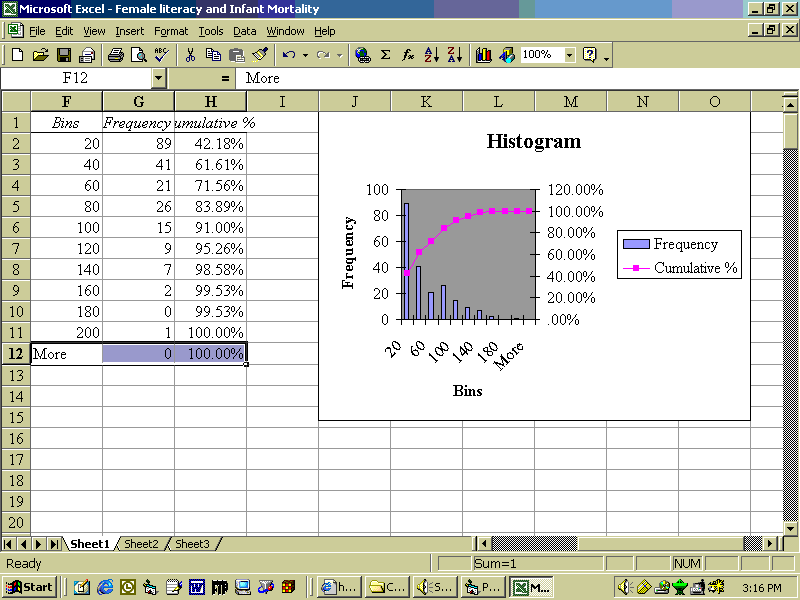 Microsoft Excel - Female literacy and Infant Mortality
File Edit View Insert Format Tools Data Window Help
100%
F12 = More
F G H I J K L M N O
1 Bins Frequency umulative %
2 20 89 42.18%
3 40 41 61.61%
4 60 21 71.56%
5 80 26 83.89%
6 100 15 91.00%
7 120 9 95.26%
8 140 7 98.58%
9 160 2 99.53%
10 180 0 99.53%
11 200 1 100.00%
12 More 0 100.00%
13
14
15
16
17
18
19
20
Histogram
Frequency
100
80
60
40
20
0
120.00%
100.00%
80.00%
60.00%
40.00%
20.00%
.00%
20 60 100 140 180 More
Bins
Frequency
Cumulative %
Sheet1 Sheet2 Sheet3
Ready Sum=1 NUM
Start h... C... S... P... M... 3:16 PM